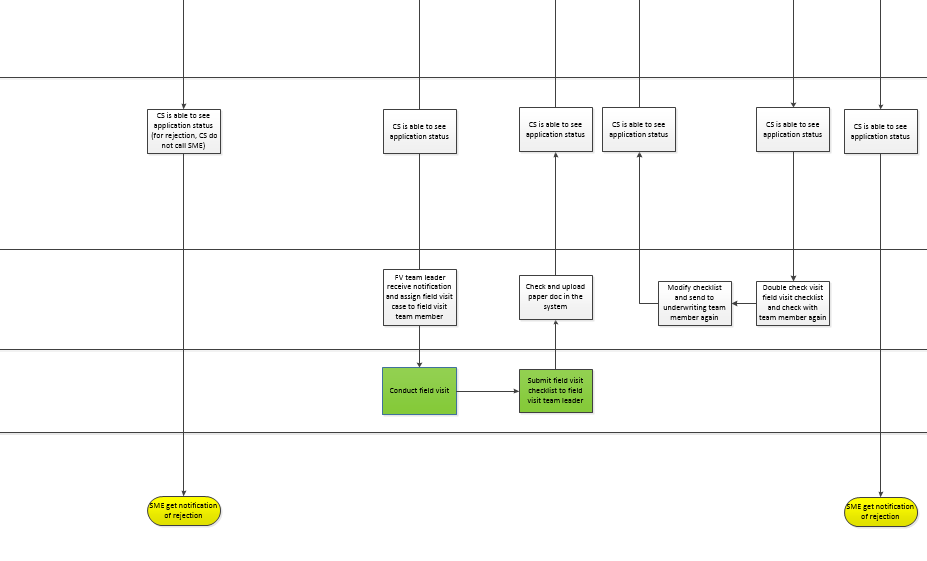 CS is able to see
application status
(for rejection, CS do
not call SME)
CS is able to see
application status
CS is able to see
application status
CS is able to see
application status
CS is able to see
application status
CS is able to see
application status
FV team leader
receive notification
and assign field visit
case to field visit
team member
Check and upload
paper doc in the
system
Modify checklist
and send to
underwriting team
member again
Double check visit
field visit checklist
and check with
team member again
Conduct field visit
Submit field visit
checklist to field
visit team leader
SME get notification
of rejection
SME get notification
of rejection